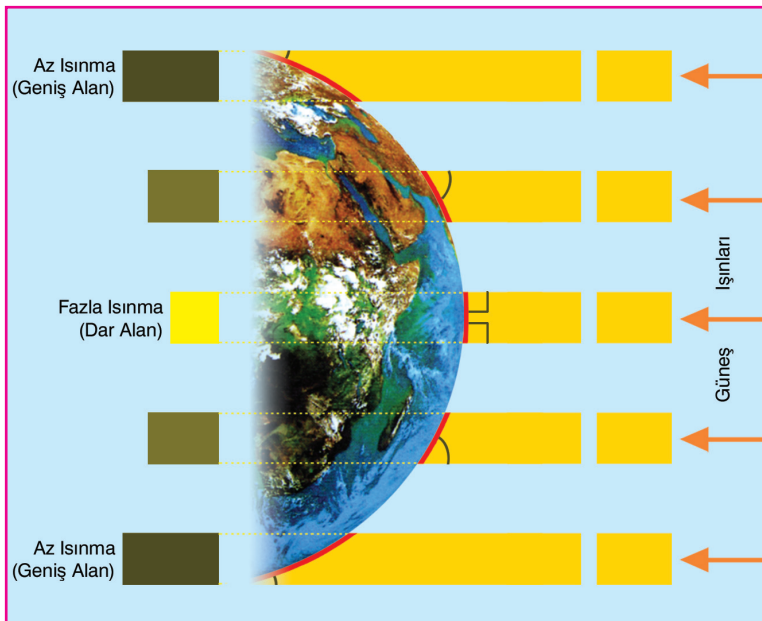 Az Isınma
(Geniş Alan)
Fazla Isınma
(Dar Alan)
Az Isınma
(Geniş Alan)
Güneş
Işınları